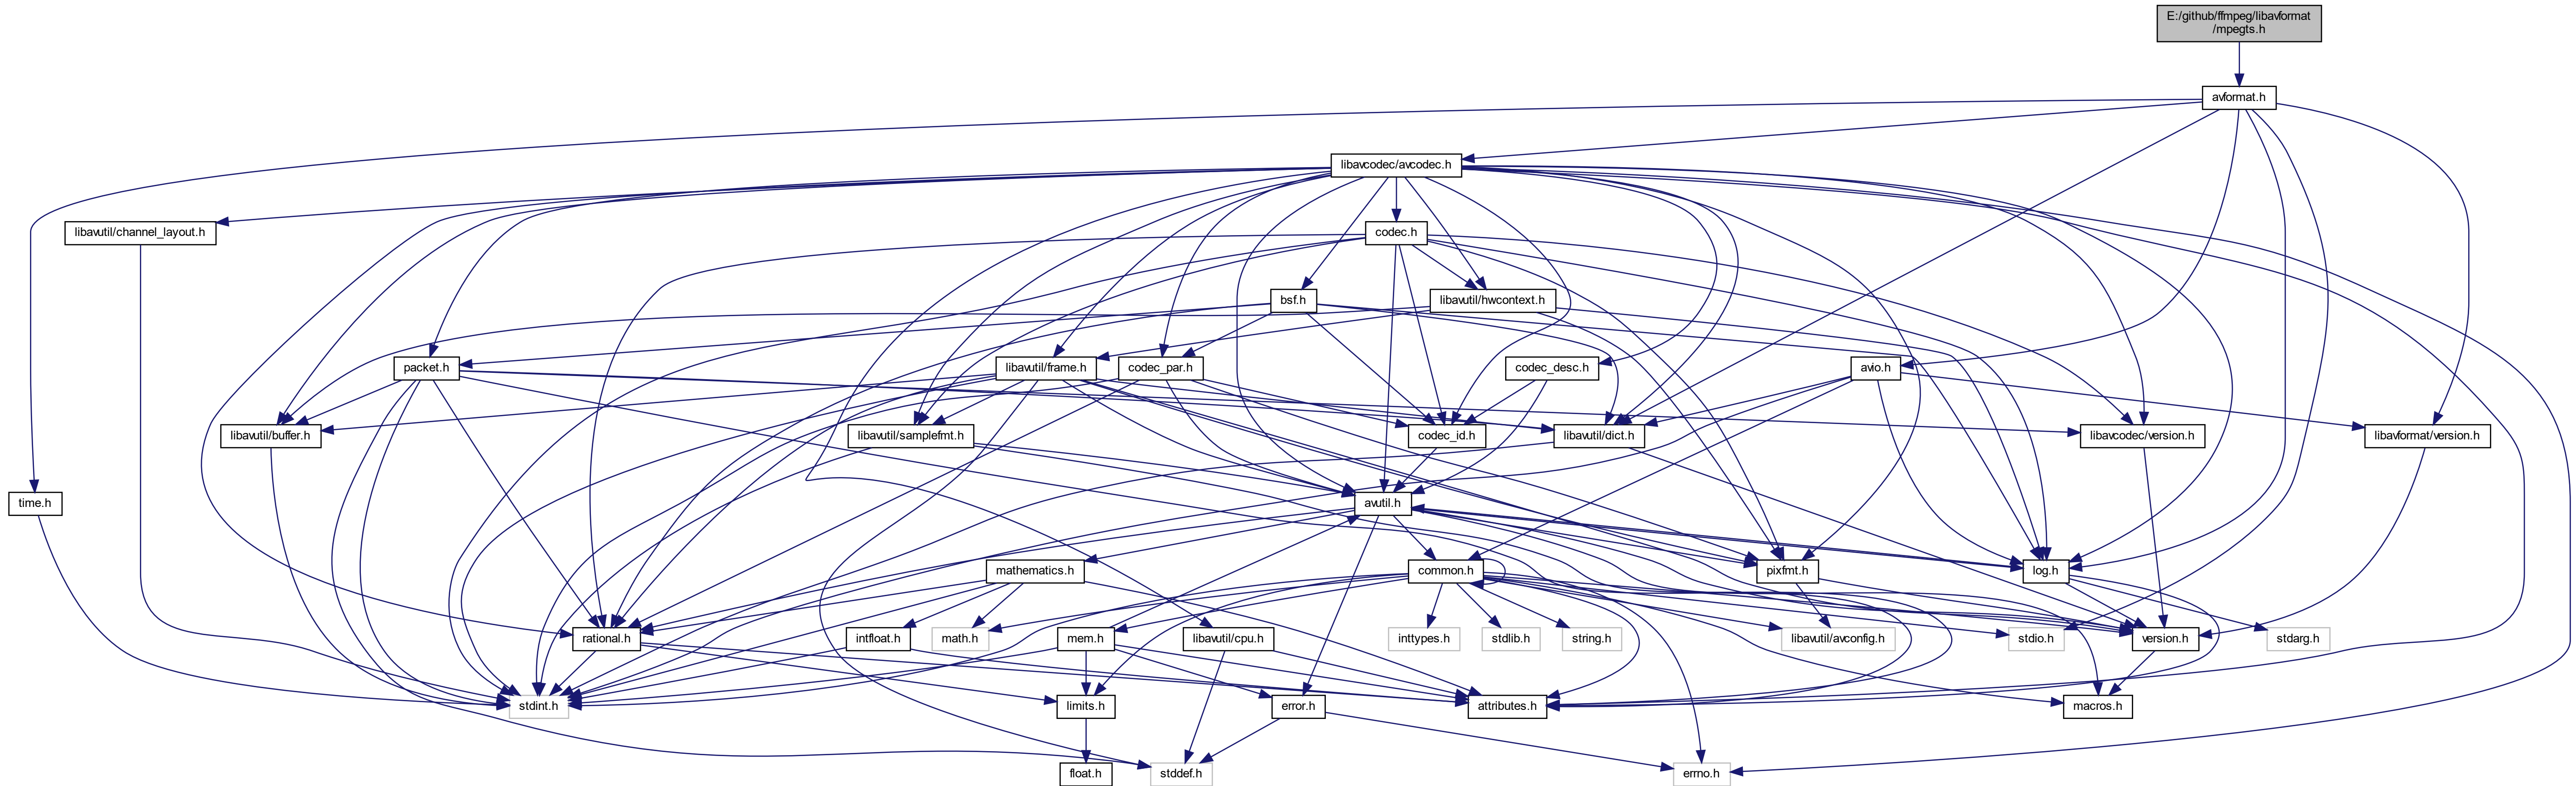 E:/github/ffmpeg/libavformat
/mpegts.h
avformat.h
libavcodec/avcodec.h
libavutil/channel_layout.h
codec.h
bsf.h
libavutil/hwcontext.h
packet.h
libavutil/frame.h
codec_par.h
codec_desc.h
avio.h
libavutil/buffer.h
libavutil/samplefmt.h
codec_id.h
libavutil/dict.h
libavcodec/version.h
libavformat/version.h
time.h
avutil.h
mathematics.h
common.h
pixfmt.h
log.h
rational.h
intfloat.h
math.h
mem.h
libavutil/cpu.h
inttypes.h
stdlib.h
string.h
libavutil/avconfig.h
stdio.h
version.h
stdarg.h
stdint.h
limits.h
error.h
attributes.h
macros.h
float.h
stddef.h
errno.h